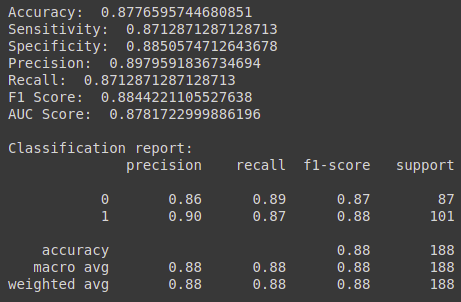 Accuracy:  0.8776595744680851
Sensitivity:  0.8712871287128713
Specificity:  0.8850574712643678
Precision:  0.8979591836734694
Recall:  0.8712871287128713
F1 Score:  0.8844221105527638
AUC Score:  0.8781722999886196
Classification report:
precision    recall  f1-score   support
0       0.86      0.89      0.87        87
1       0.90      0.87      0.88       101
accuracy                           0.88       188
macro avg       0.88      0.88      0.88       188
weighted avg       0.88      0.88      0.88       188